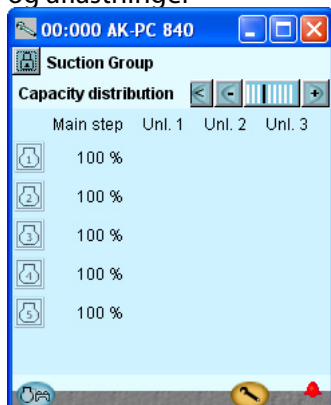 og aflastninger
00:000 AK-PC 840
Suction Group
Capacity distribution
Main step Unl. 1 Unl. 2 Unl. 3
1 100 %
2 100 %
3 100 %
4 100 %
5 100 %